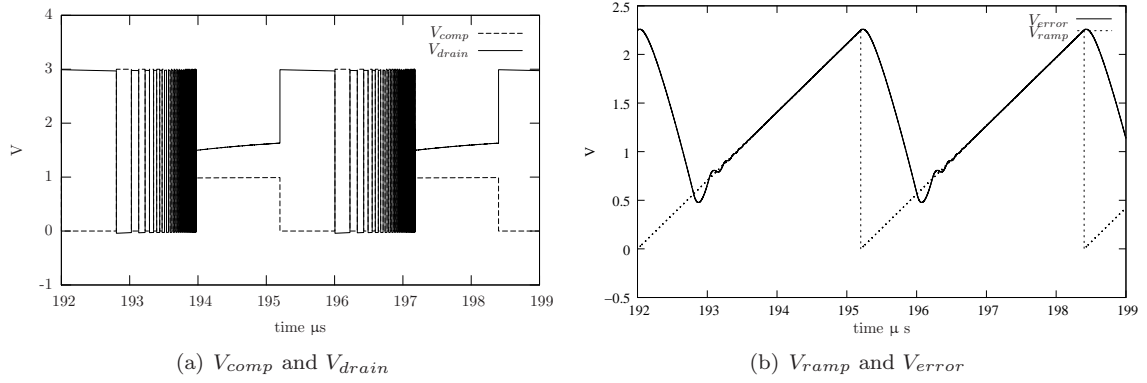 4
3
2
1
0
-1
192 193 194 195 196 197 198 199
V
time µs
V_comp
V_drain
(a) V_comp and V_drain
2.5
2
1.5
1
0.5
0
−0.5
192 193 194 195 196 197 198 199
V
time µ s
V_error
V_ramp
(b) V_ramp and V_error